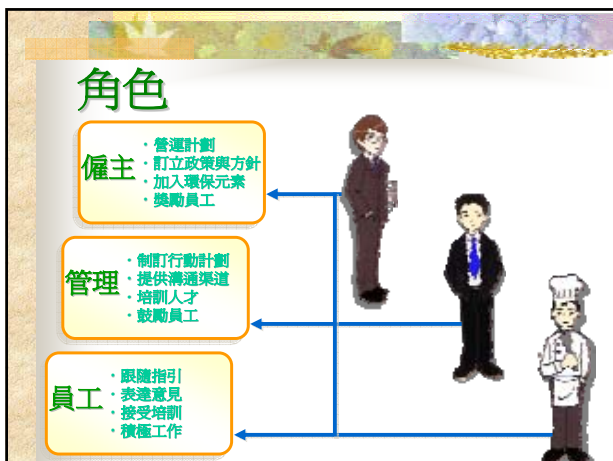 角色
僱主
・營運計劃
・訂立政策與方針
・加入環保元素
・獎勵員工
管理
・制訂行動計劃
・提供溝通渠道
・培訓人才
・鼓勵員工
員工
・跟隨指引
・表達意見
・接受培訓
・積極工作